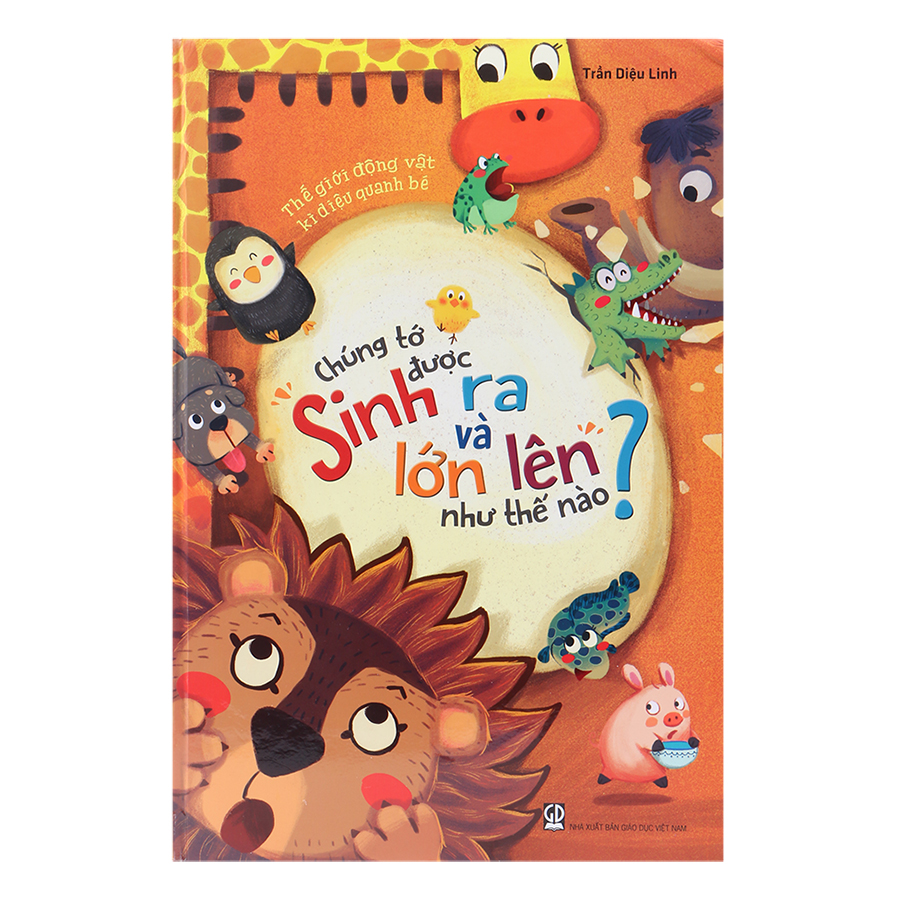 Trần Diệu Linh
Thế giới động vật
kì diệu quanh bé
Chúng tớ
được
"Sinh ra
và
lớn lên"?
như thế nào
GD
NHÀ XUẤT BẢN GIÁO DỤC VIỆT NAM